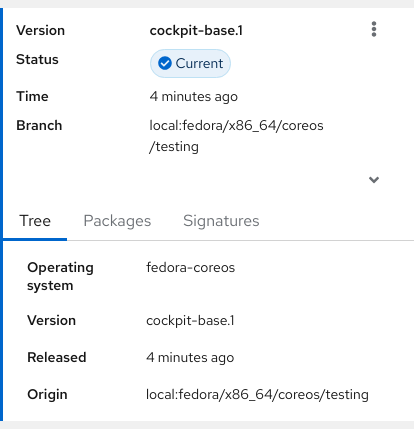 Version cockpit-base.1
Status Current
Time 4 minutes ago
Branch local:fedora/x86_64/coreos
/testing
Tree Packages Signatures
Operating fedora-coreos
system
Version cockpit-base.1
Released 4 minutes ago
Origin local:fedora/x86_64/coreos/testing